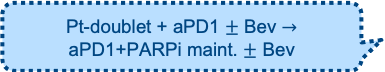 Pt-doublet + aPD1 ± Bev →
aPD1+PARPi maint. ± Bev